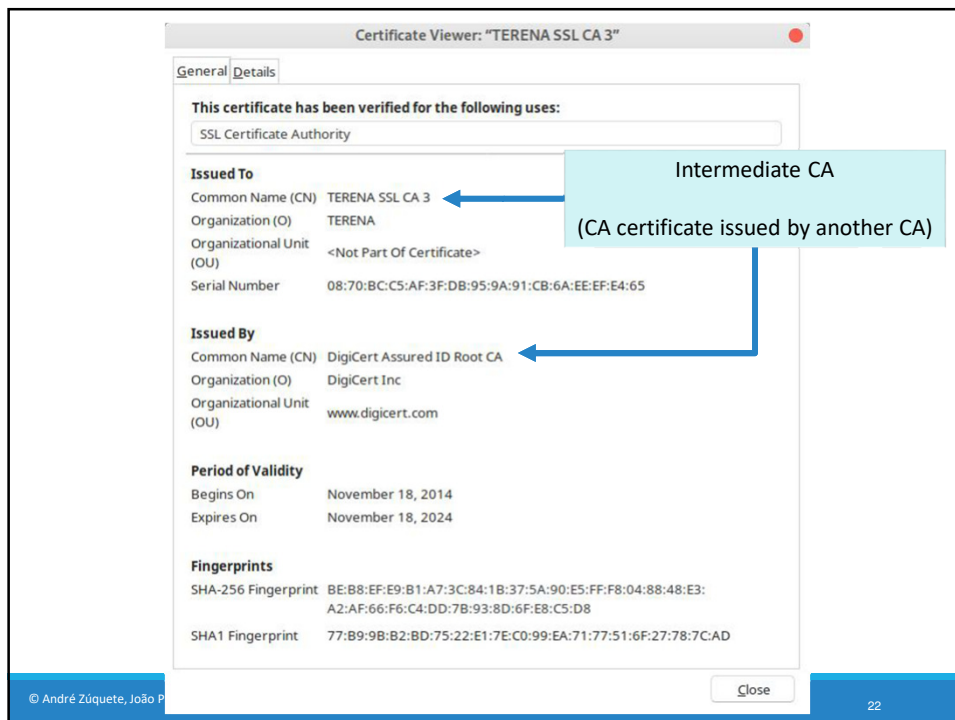 Certificate Viewer: “TERENA SSL CA 3”
General Details
This certificate has been verified for the following uses:
SSL Certificate Authority
Issued To
Common Name (CN) TERENA SSL CA 3
Organization (O) TERENA
Organizational Unit (OU) <Not Part Of Certificate>
Serial Number 08:70:BC:C5:AF:3F:DB:95:9A:91:CB:6A:EE:EF:E4:65
Intermediate CA
(CA certificate issued by another CA)
Issued By
Common Name (CN) DigiCert Assured ID Root CA
Organization (O) DigiCert Inc
Organizational Unit (OU) www.digicert.com
Period of Validity
Begins On November 18, 2014
Expires On November 18, 2024
Fingerprints
SHA-256 Fingerprint BE:B8:EF:E9:B1:A7:3C:84:1B:37:5A:90:E5:FF:F8:04:88:48:E3:
A2:AF:66:F6:C4:DD:7B:93:8D:6F:E8:C5:D8
SHA1 Fingerprint 77:B9:9B:B2:BD:75:22:E1:7E:C0:99:EA:71:77:51:6F:27:78:7C:AD
Close
© André Zúquete, João P
22